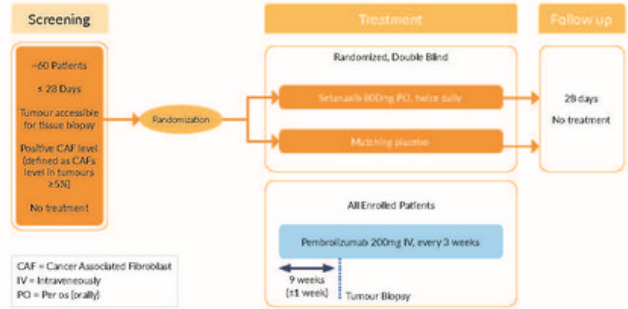 Screening
Treatment
Follow up
~60 Patients
≤ 28 Days
Tumour accessible
for tissue biopsy
Positive CAF level
(defined as CAFs
level in tumours
≥5%)
No treatment
Randomization
Randomized, Double Blind
Setanaxib 800mg PO, twice daily
Matching placebo
28 days
No treatment
All Enrolled Patients
Pembrolizumab 200mg IV, every 3 weeks
9 weeks
(±1 week)
Tumour Biopsy
CAF = Cancer Associated Fibroblast
IV = Intraveneously
PO = Per os (orally)